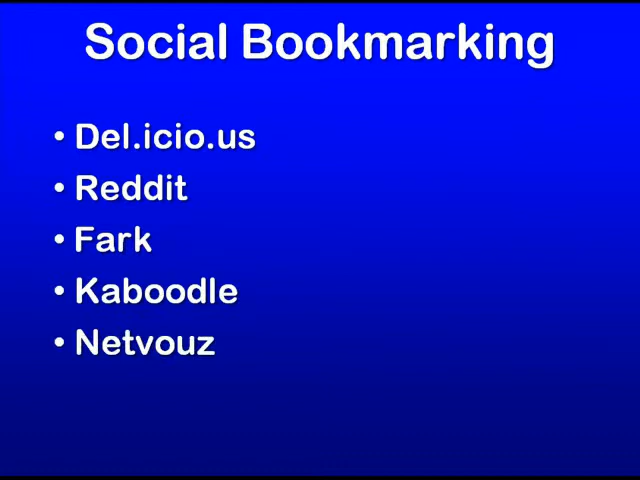 Social Bookmarking
• Del.icio.us
• Reddit
• Fark
• Kaboodle
• Netvouz